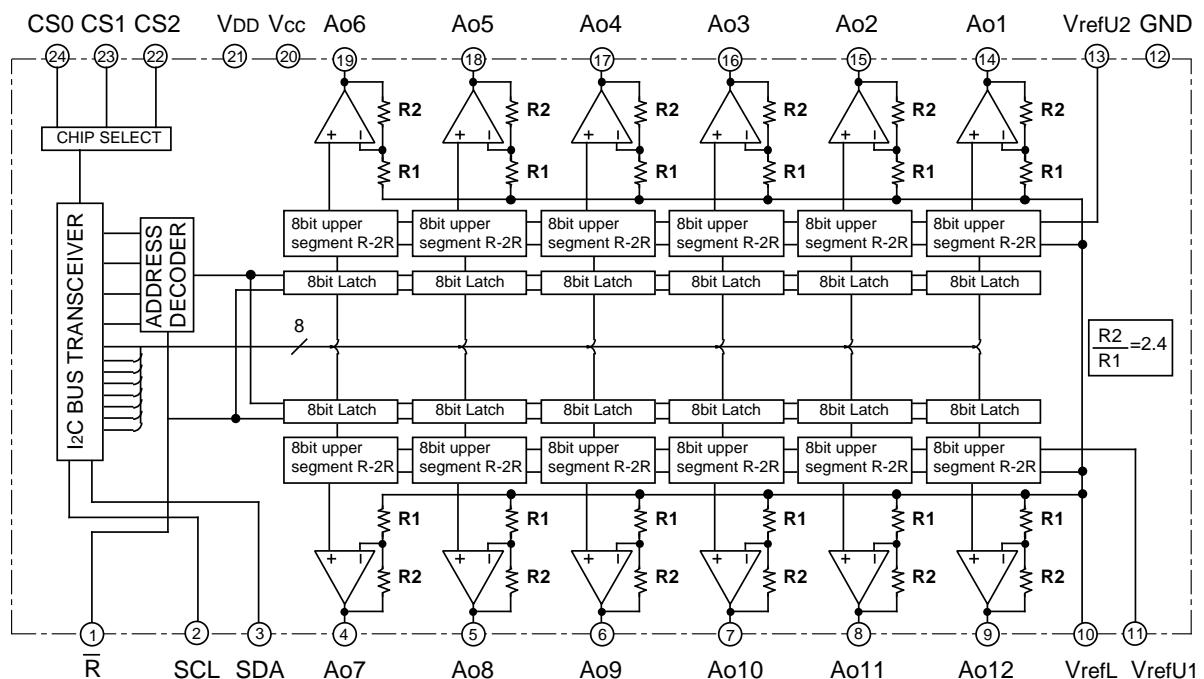 CS0 CS1 CS2 VDD Vcc Ao6 Ao5 Ao4 Ao3 Ao2 Ao1 VrefU2 GND
24 23 22 21 20 19 18 17 16 15 14 13 12
R2 R2 R2 R2 R2 R2
+ − + − + − + − + − + −
CHIP SELECT
R1 R1 R1 R1 R1 R1
8bit upper 8bit upper 8bit upper 8bit upper 8bit upper 8bit upper
segment R-2R segment R-2R segment R-2R segment R-2R segment R-2R segment R-2R
I2C BUS TRANSCEIVER
ADDRESS
DECODER
8bit Latch 8bit Latch 8bit Latch 8bit Latch 8bit Latch 8bit Latch
8
R2
R1
=2.4
8bit Latch 8bit Latch 8bit Latch 8bit Latch 8bit Latch 8bit Latch
8bit upper 8bit upper 8bit upper 8bit upper 8bit upper 8bit upper
segment R-2R segment R-2R segment R-2R segment R-2R segment R-2R segment R-2R
R1 R1 R1 R1 R1 R1
+ − + − + − + − + − + −
R2 R2 R2 R2 R2 R2
1 2 3 4 5 6 7 8 9 10 11
R̅ SCL SDA Ao7 Ao8 Ao9 Ao10 Ao11 Ao12 VrefL VrefU1